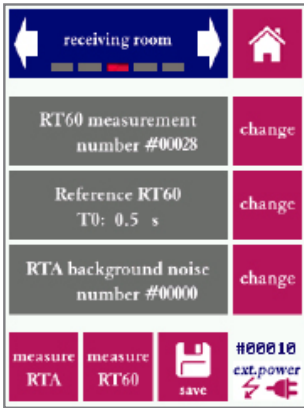 receiving room
RT60 measurement
number #00028
change
Reference RT60
T0: 0.5 s
change
RTA background noise
number #00000
change
measure
RTA
measure
RT60
save
#00010
ext.power